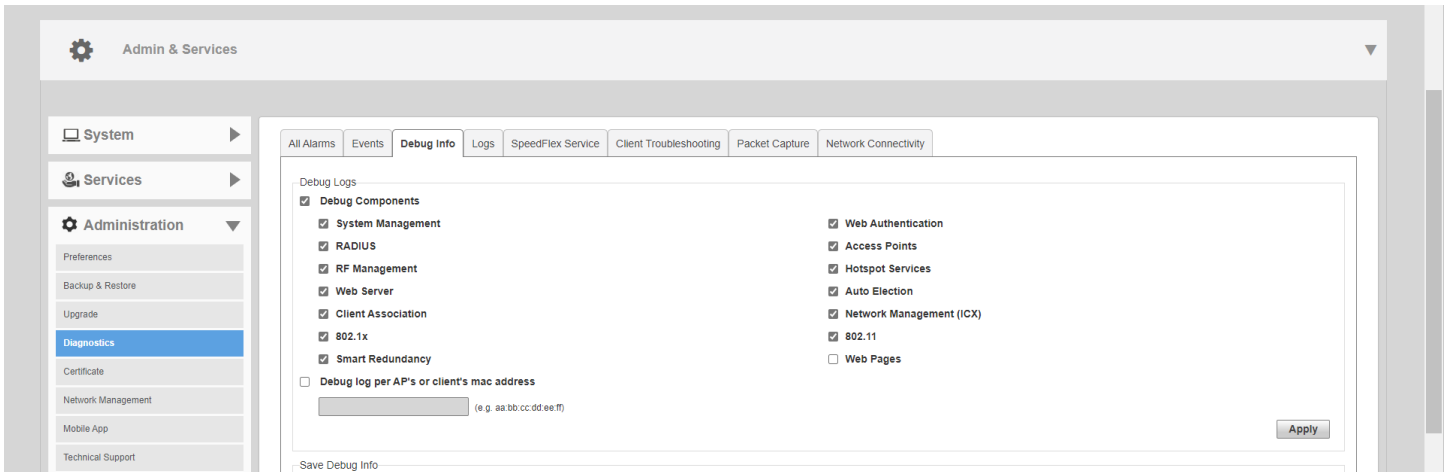 Admin & Services
System
Services
Administration
Preferences
Backup & Restore
Upgrade
Diagnostics
Certificate
Network Management
Mobile App
Technical Support
All Alarms Events Debug Info Logs SpeedFlex Service Client Troubleshooting Packet Capture Network Connectivity
Debug Logs
Debug Components
System Management Web Authentication
RADIUS Access Points
RF Management Hotspot Services
Web Server Auto Election
Client Association Network Management (ICX)
802.1x 802.11
Smart Redundancy Web Pages
Debug log per AP's or client's mac address
(e.g. aa:bb:cc:dd:ee:ff)
Apply
Save Debug Info